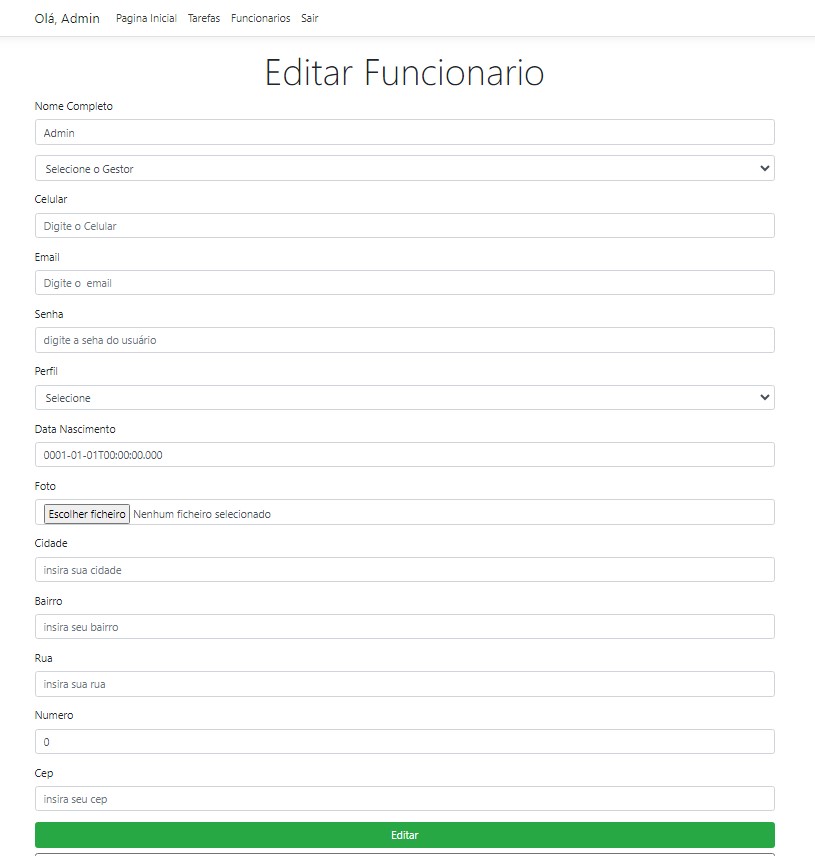 Olá, Admin Pagina Inicial Tarefas Funcionarios Sair
Editar Funcionario
Nome Completo
Admin
Selecione o Gestor
Celular
Digite o Celular
Email
Digite o  email
Senha
digite a seha do usuário
Perfil
Selecione
Data Nascimento
0001-01-01T00:00:00.000
Foto
Escolher ficheiro Nenhum ficheiro selecionado
Cidade
insira sua cidade
Bairro
insira seu bairro
Rua
insira sua rua
Numero
0
Cep
insira seu cep
Editar